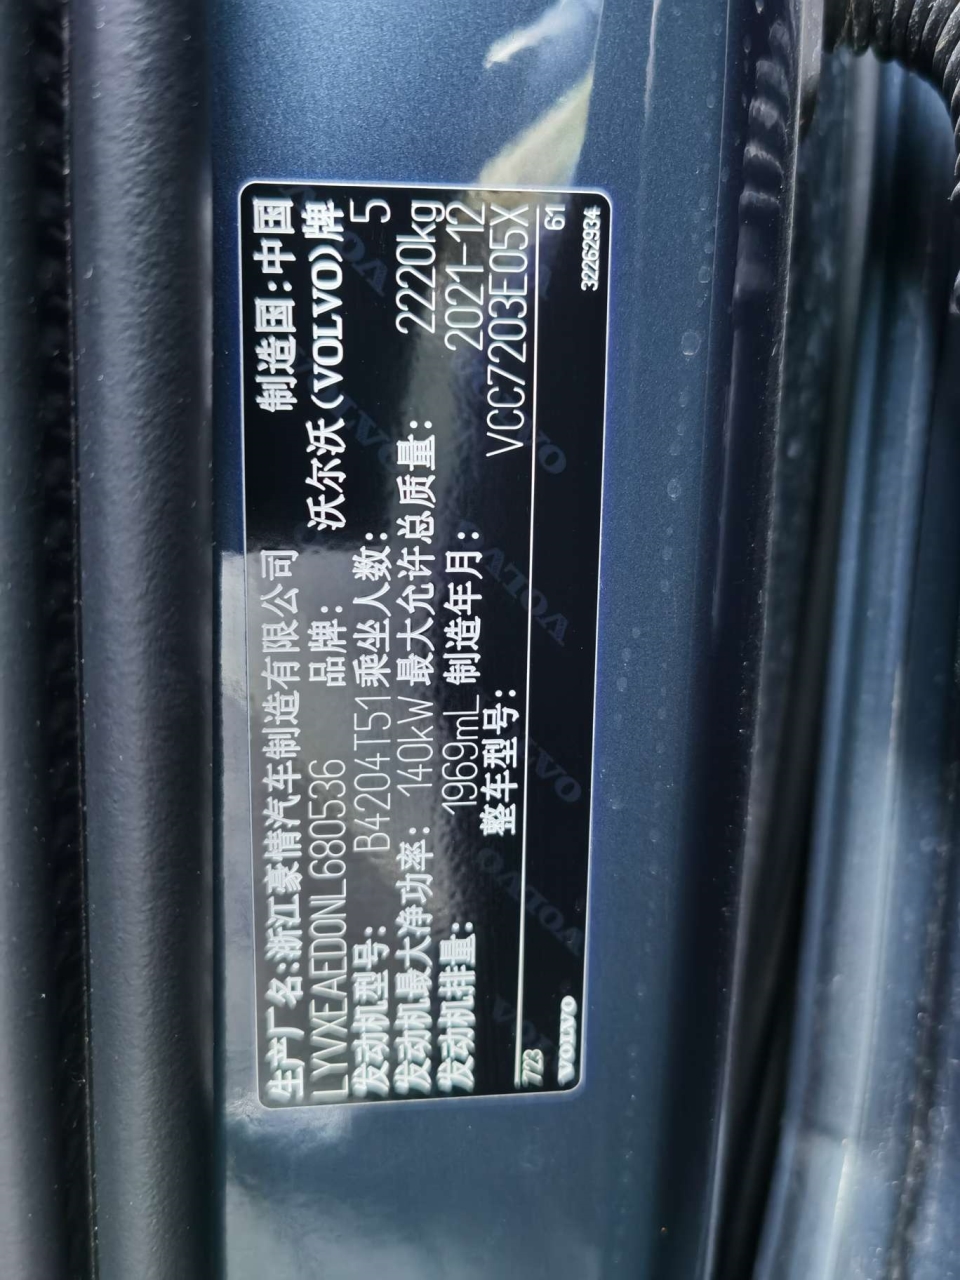 生产厂名:浙江豪情汽车制造有限公司 制造国:中国
LYVXEAED0NL680536 品牌: 沃尔沃(VOLVO)牌
发动机型号: B4204T51 乘坐人数: 5
发动机最大净功率: 140kW 最大允许总质量: 2220kg
发动机排量: 1969mL 制造年月: 2021-12
整车型号: VCC7203E05X
723 61
VOLVO 32262934